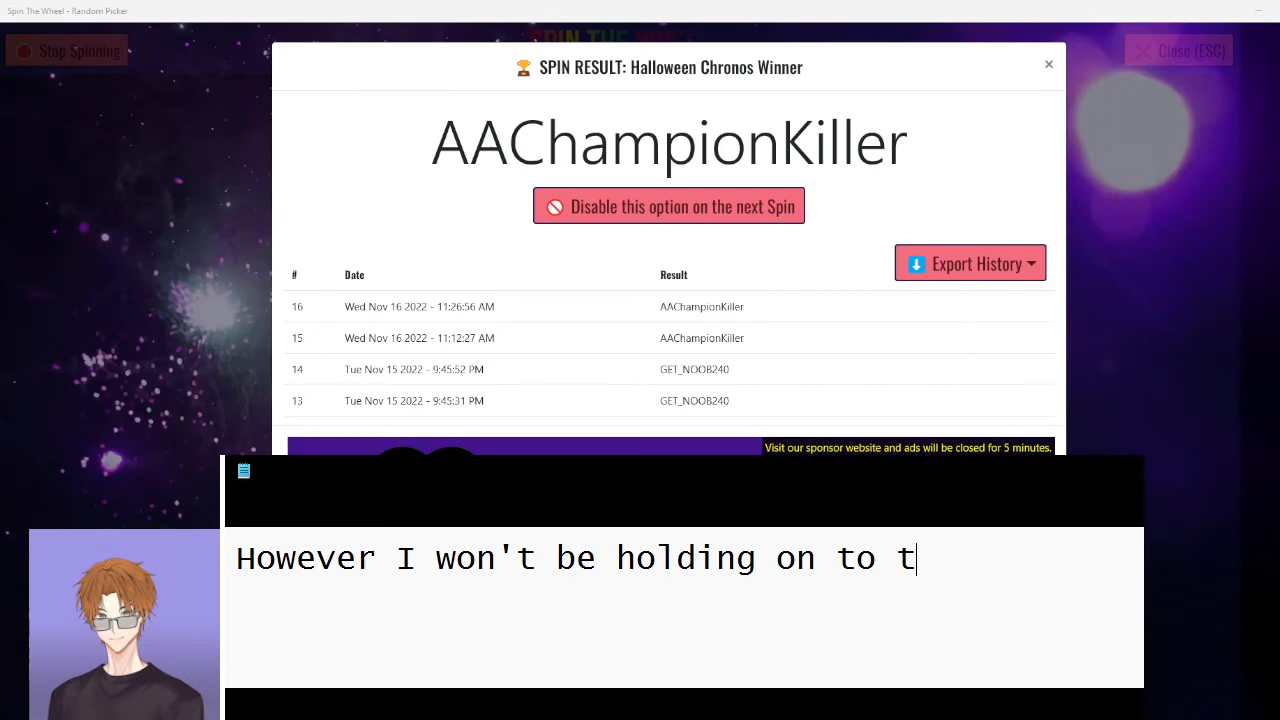 Spin The Wheel - Random Picker
Stop Spinning
SPIN THE WHEEL
Close (ESC)
SPIN RESULT: Halloween Chronos Winner
×
AAChampionKiller
Disable this option on the next Spin
Export History
# Date Result
16 Wed Nov 16 2022 - 11:26:56 AM AAChampionKiller
15 Wed Nov 16 2022 - 11:12:27 AM AAChampionKiller
14 Tue Nov 15 2022 - 9:45:52 PM GET_NOOB240
13 Tue Nov 15 2022 - 9:45:31 PM GET_NOOB240
Visit our sponsor website and ads will be closed for 5 minutes.
However I won't be holding on to t